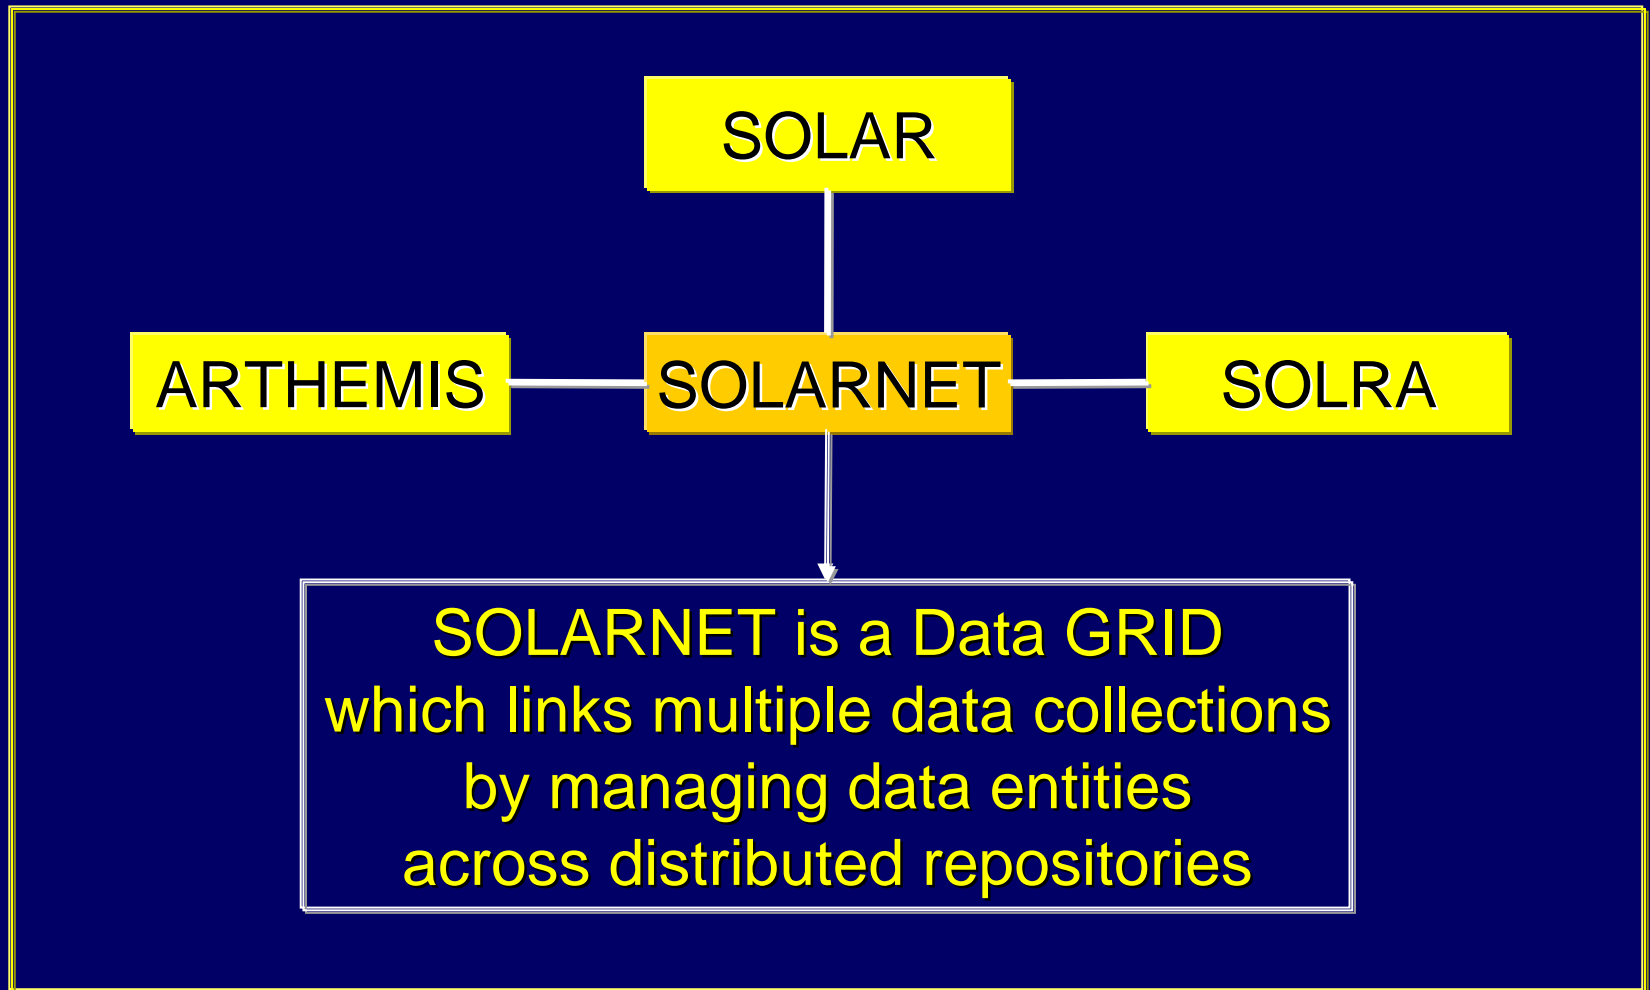 SOLAR
ARTHEMIS
SOLARNET
SOLRA
SOLARNET is a Data GRID
which links multiple data collections
by managing data entities
across distributed repositories